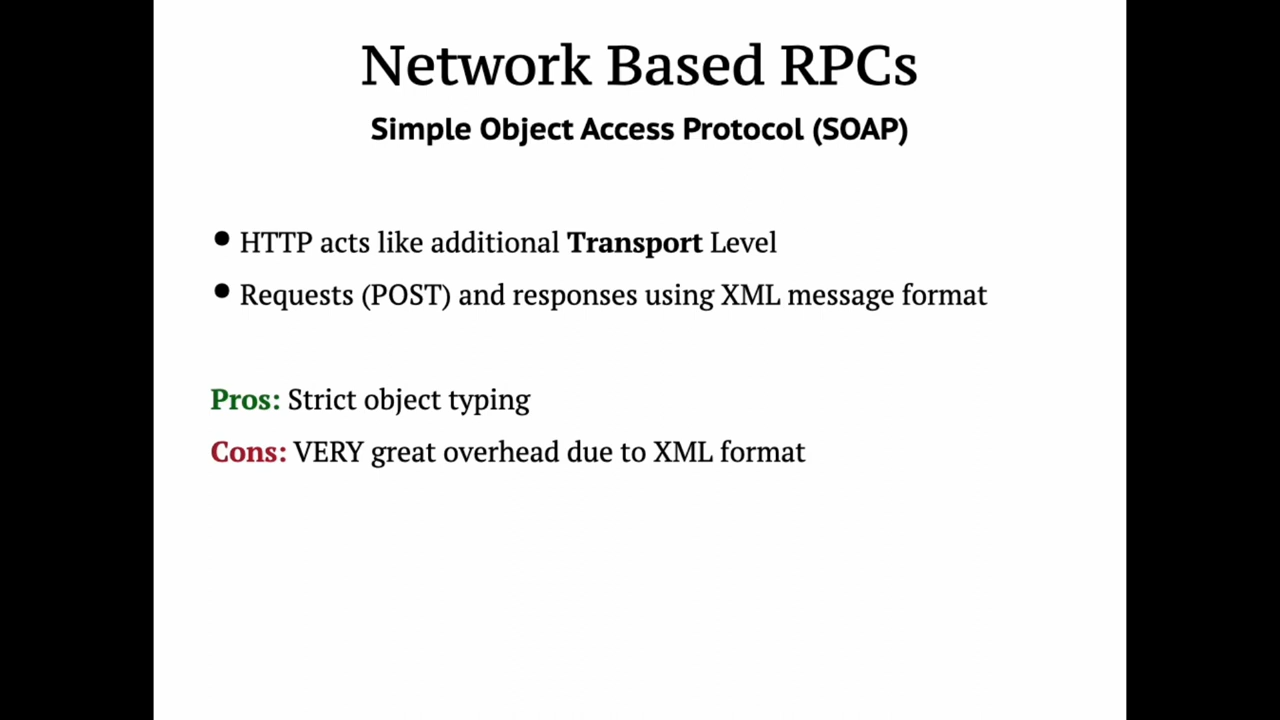 Network Based RPCs
Simple Object Access Protocol (SOAP)
• HTTP acts like additional Transport Level
• Requests (POST) and responses using XML message format
Pros: Strict object typing
Cons: VERY great overhead due to XML format